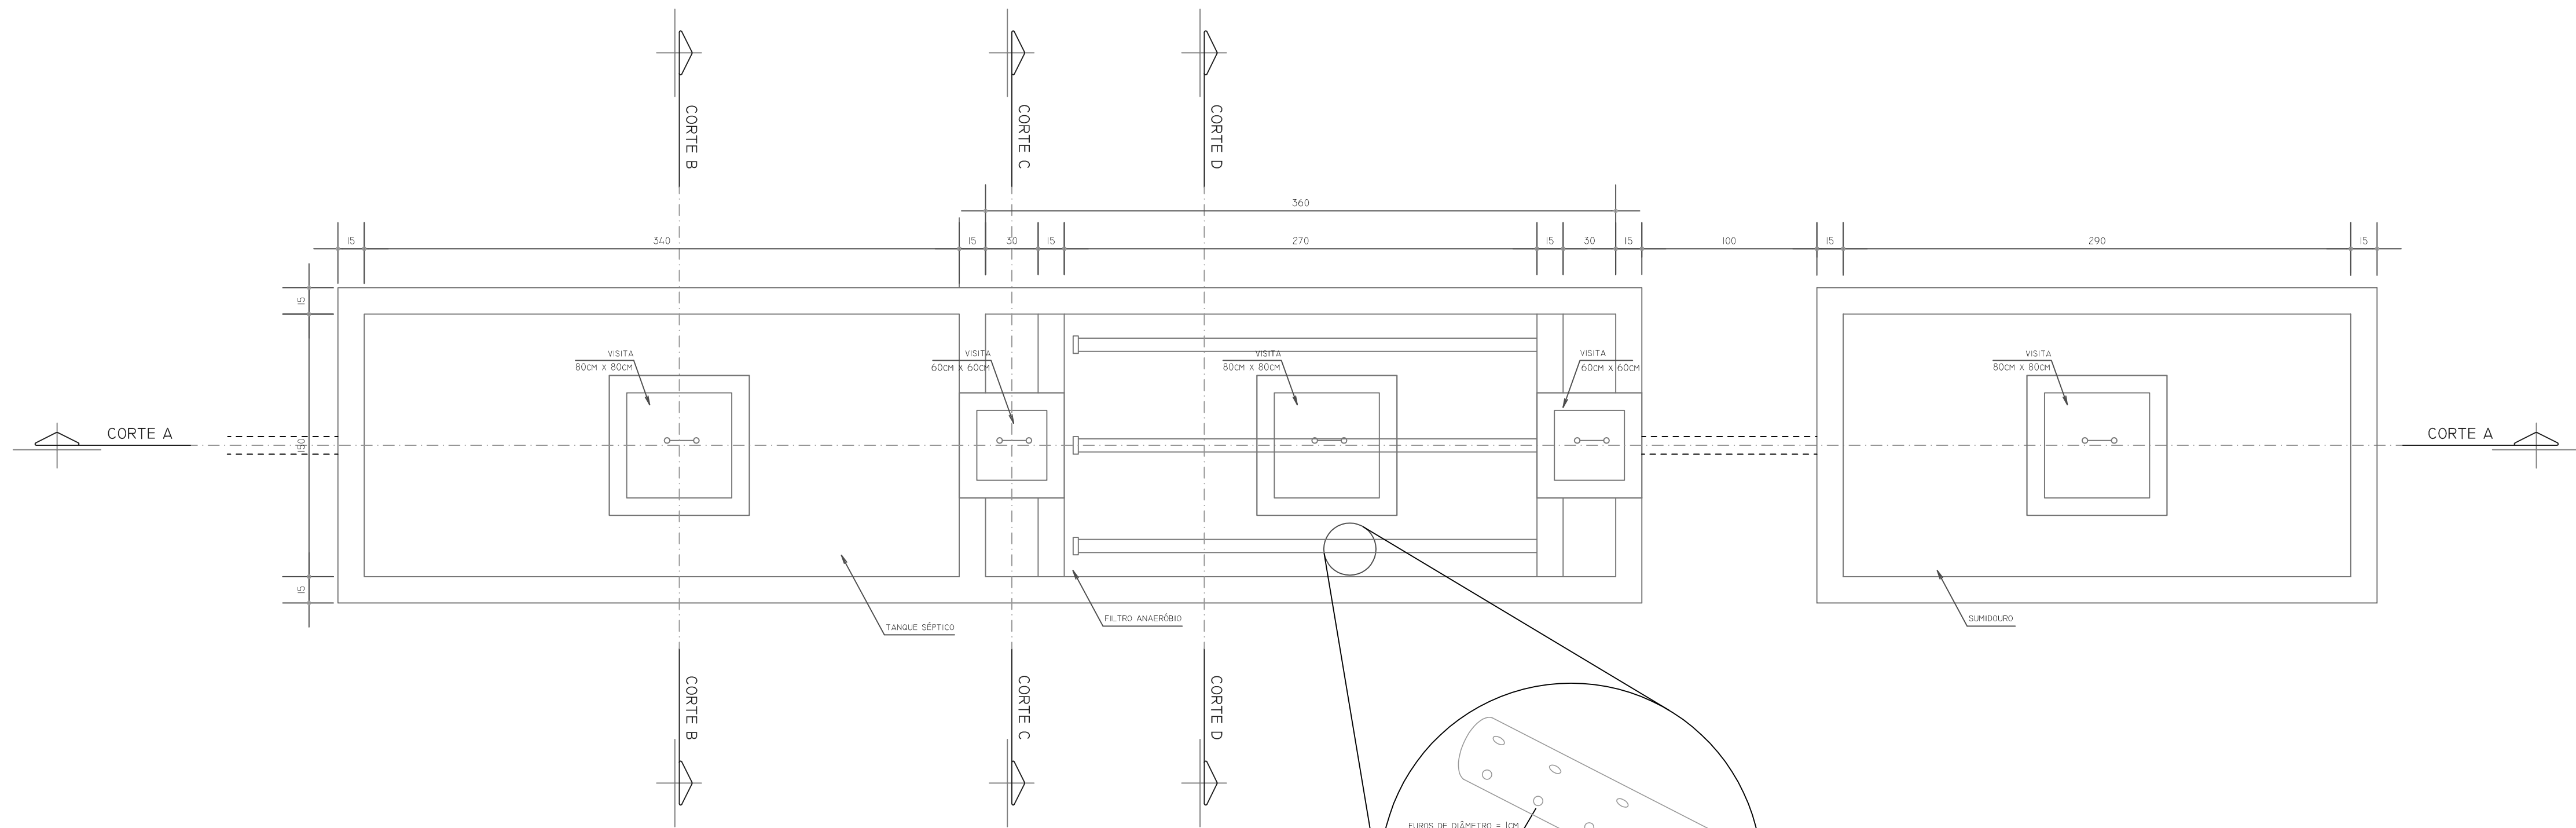 CORTE B
CORTE C
CORTE D
360
15
340
15
30
15
270
15
30
15
100
15
290
15
15
150
15
VISITA
80CM X 80CM
VISITA
60CM X 60CM
VISITA
80CM X 80CM
VISITA
60CM X 60CM
VISITA
80CM X 80CM
CORTE A
CORTE A
TANQUE SÉPTICO
FILTRO ANAERÓBIO
SUMIDOURO
CORTE B
CORTE C
CORTE D
FUROS DE DIÂMETRO = 1CM